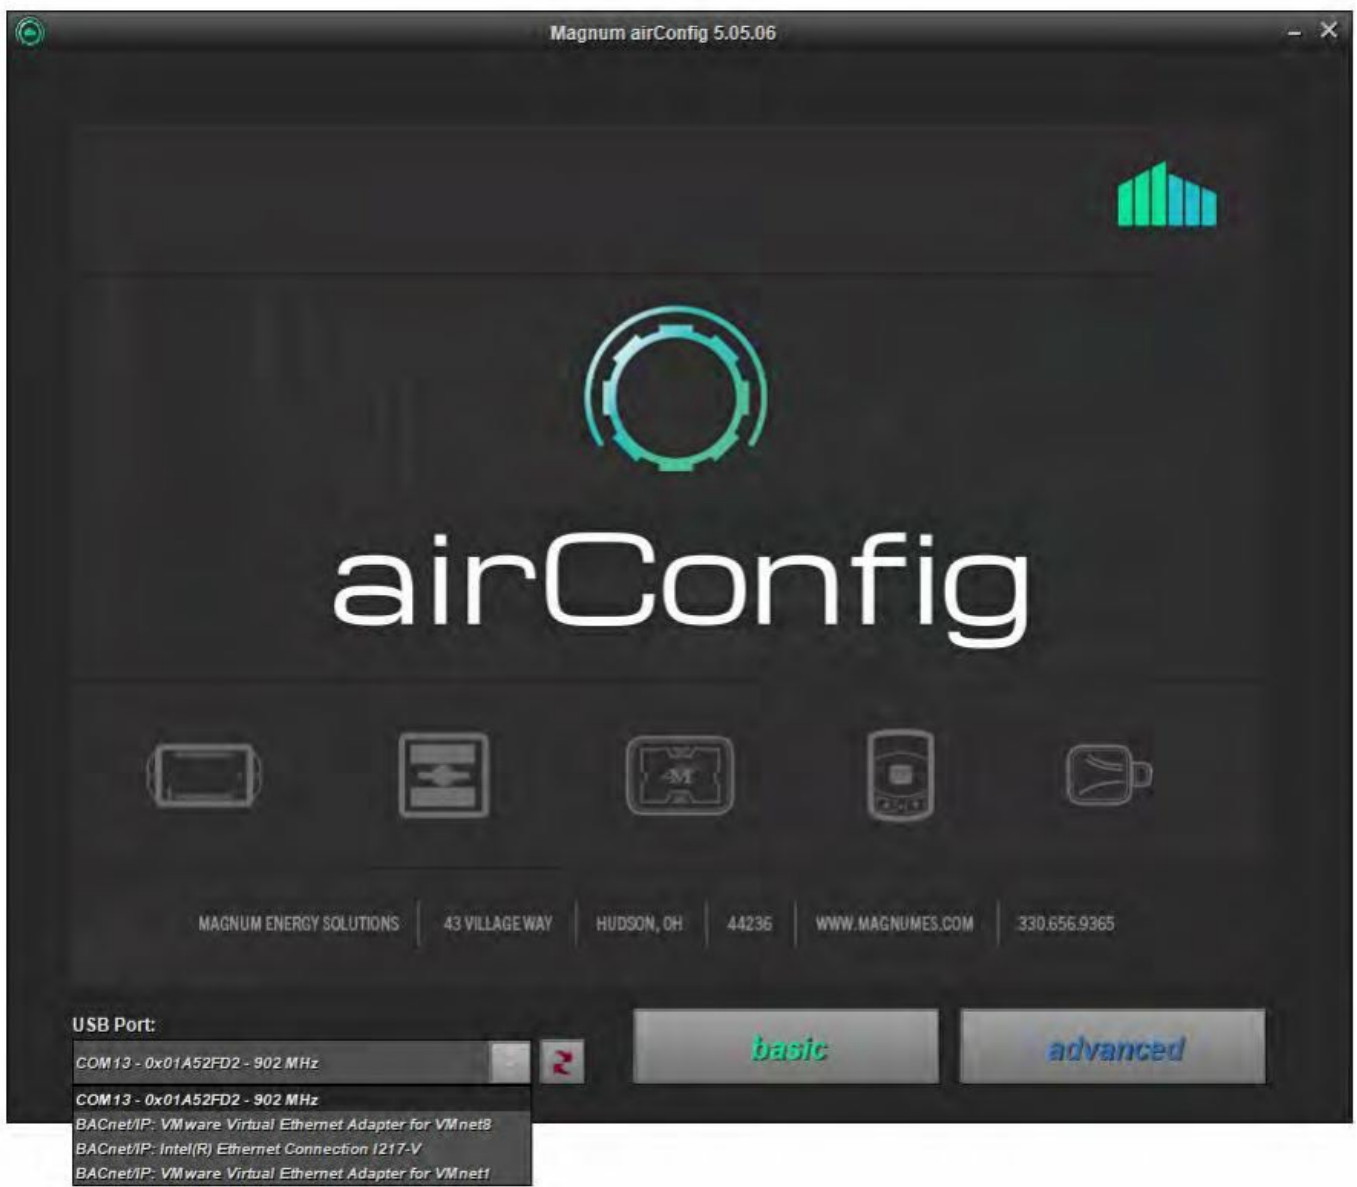 Magnum airConfig 5.05.06
airConfig
MAGNUM ENERGY SOLUTIONS | 43 VILLAGE WAY | HUDSON, OH | 44236 | WWW.MAGNUMES.COM | 330.656.9365
USB Port:
COM13 - 0x01A52FD2 - 902 MHz
basic
advanced
COM13 - 0x01A52FD2 - 902 MHz
BACnet/IP: VMware Virtual Ethernet Adapter for VMnet8
BACnet/IP: Intel(R) Ethernet Connection I217-V
BACnet/IP: VMware Virtual Ethernet Adapter for VMnet1